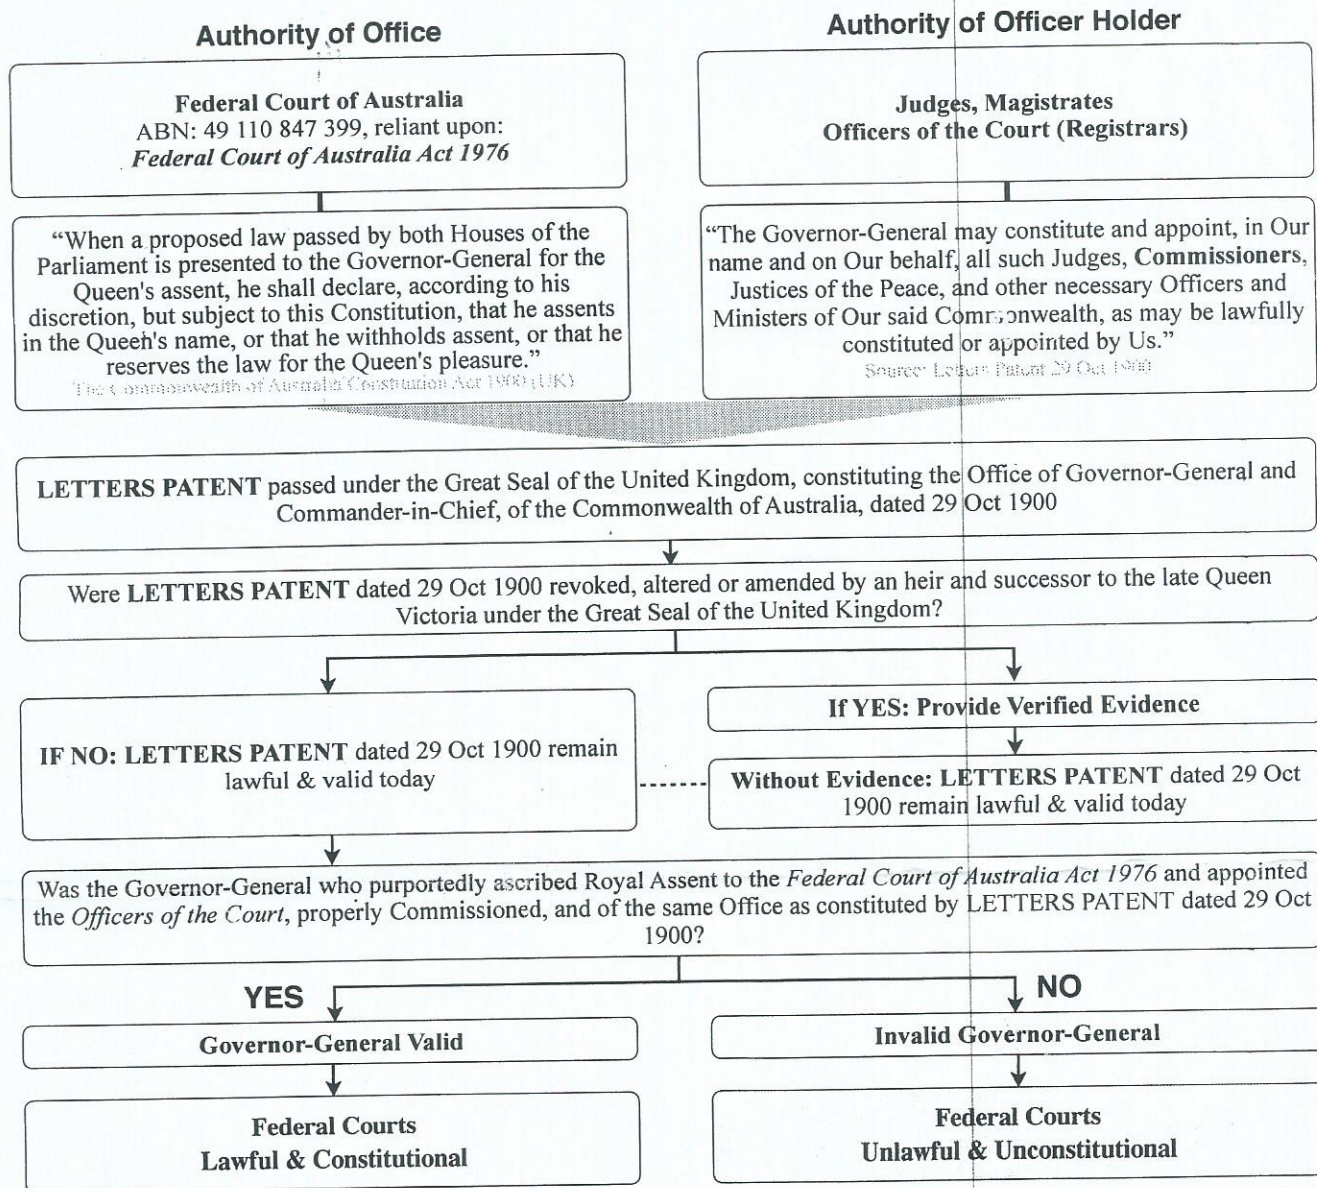 Authority of Office
Federal Court of Australia
ABN: 49 110 847 399, reliant upon:
Federal Court of Australia Act 1976
“When a proposed law passed by both Houses of the
Parliament is presented to the Governor-General for the
Queen's assent, he shall declare, according to his
discretion, but subject to this Constitution, that he assents
in the Queen's name, or that he withholds assent, or that he
reserves the law for the Queen's pleasure.”
The Commonwealth of Australia Constitution Act 1900 (UK)
Authority of Officer Holder
Judges, Magistrates
Officers of the Court (Registrars)
“The Governor-General may constitute and appoint, in Our
name and on Our behalf, all such Judges, Commissioners,
Justices of the Peace, and other necessary Officers and
Ministers of Our said Commonwealth, as may be lawfully
constituted or appointed by Us.”
Source: Letters Patent 29 Oct 1900
LETTERS PATENT passed under the Great Seal of the United Kingdom, constituting the Office of Governor-General and
Commander-in-Chief, of the Commonwealth of Australia, dated 29 Oct 1900
Were LETTERS PATENT dated 29 Oct 1900 revoked, altered or amended by an heir and successor to the late Queen
Victoria under the Great Seal of the United Kingdom?
IF NO: LETTERS PATENT dated 29 Oct 1900 remain
lawful & valid today
If YES: Provide Verified Evidence
Without Evidence: LETTERS PATENT dated 29 Oct
1900 remain lawful & valid today
Was the Governor-General who purportedly ascribed Royal Assent to the Federal Court of Australia Act 1976 and appointed
the Officers of the Court, properly Commissioned, and of the same Office as constituted by LETTERS PATENT dated 29 Oct
1900?
YES
Governor-General Valid
Federal Courts
Lawful & Constitutional
NO
Invalid Governor-General
Federal Courts
Unlawful & Unconstitutional